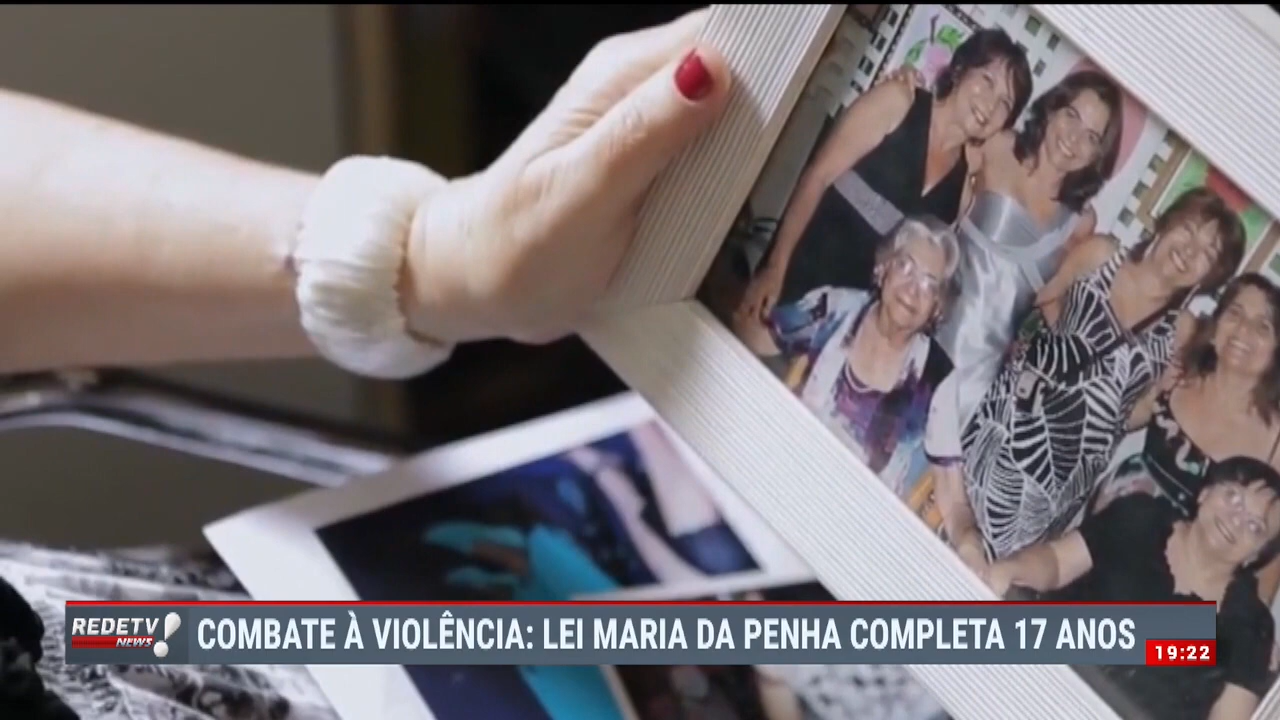 REDETV!
NEWS
COMBATE À VIOLÊNCIA: LEI MARIA DA PENHA COMPLETA 17 ANOS
19:22